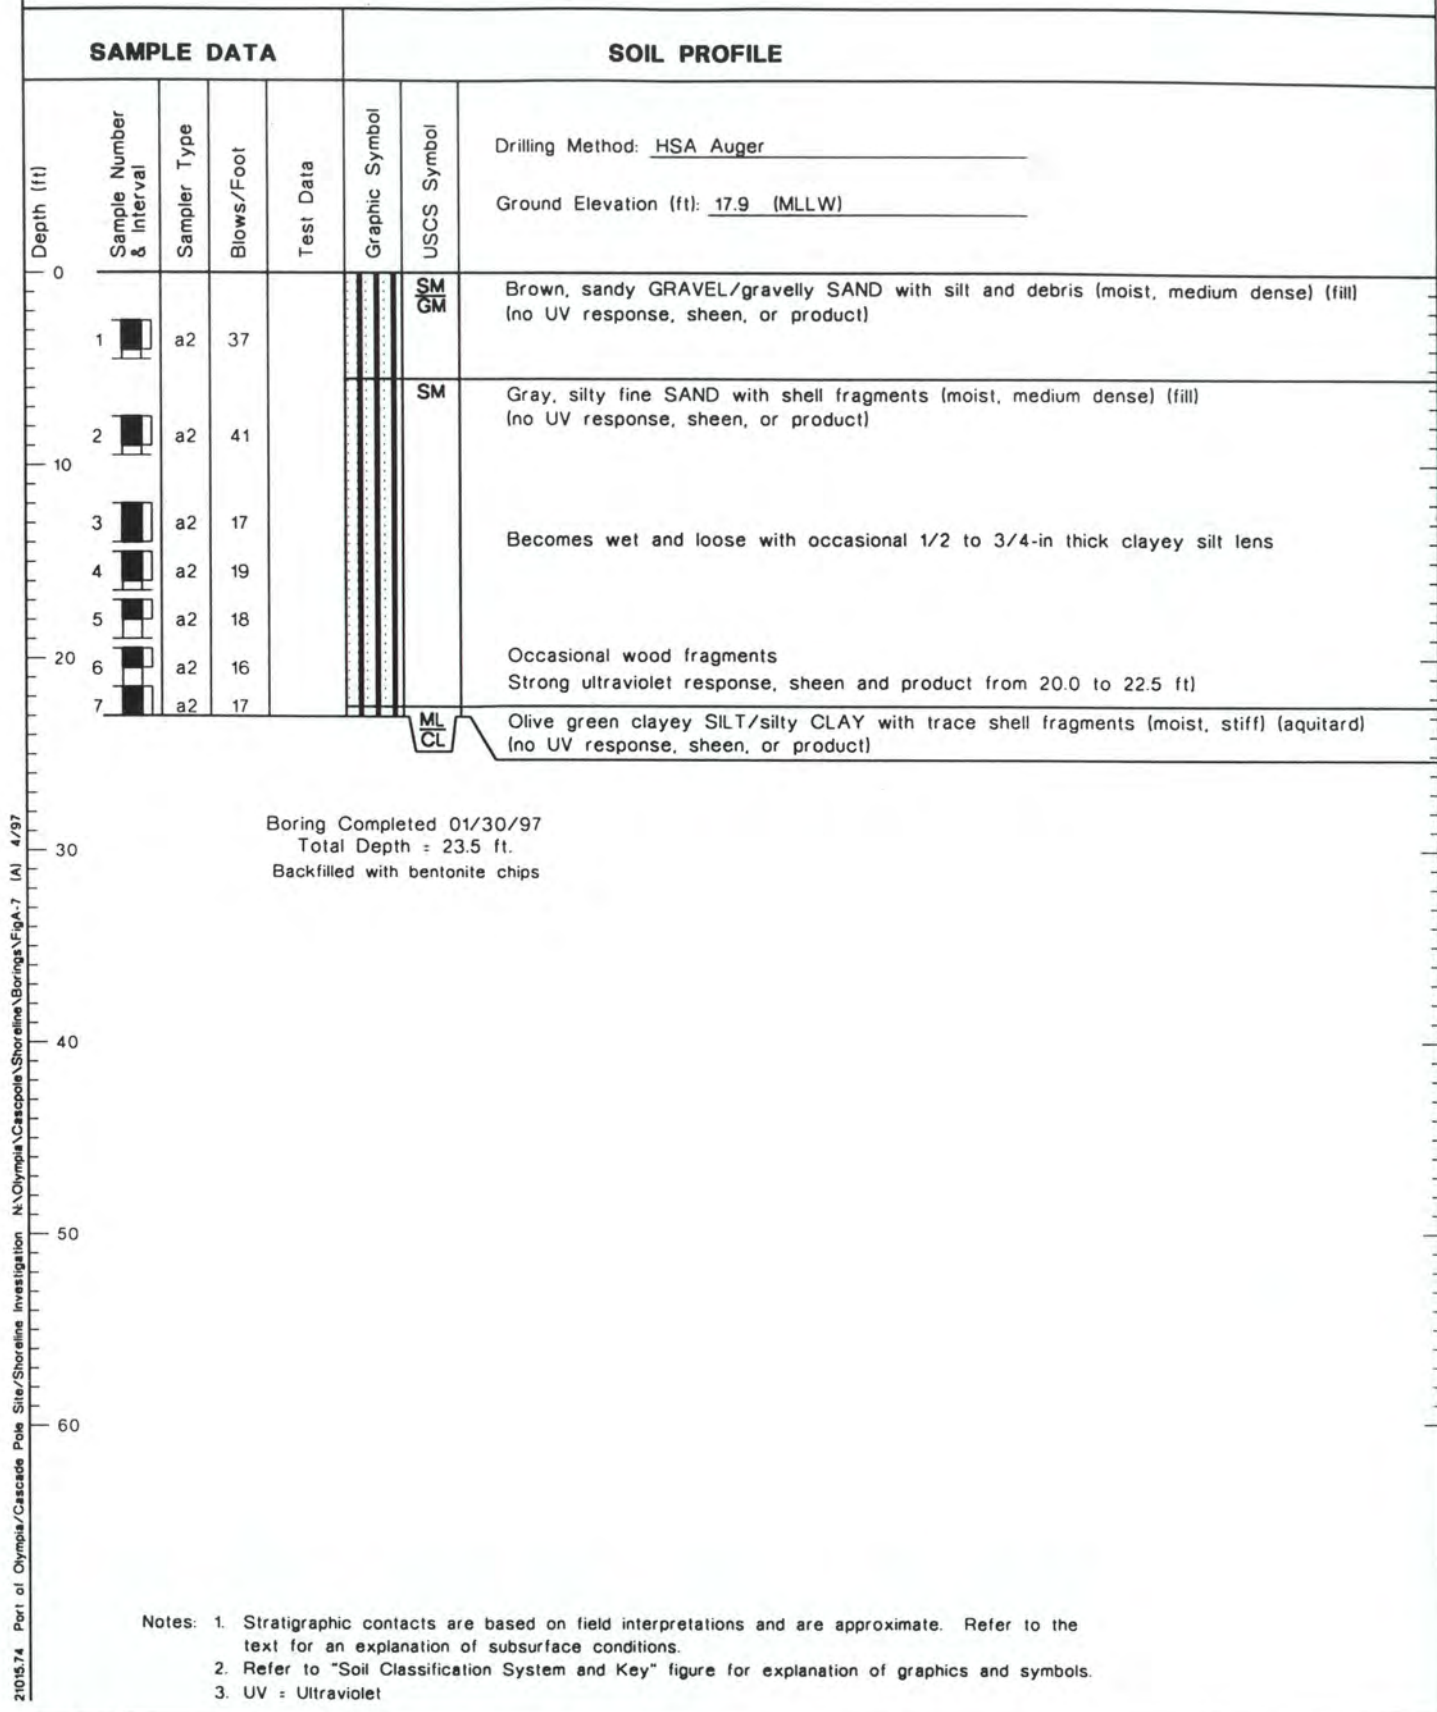 SAMPLE DATA
SOIL PROFILE
Depth (ft)
Sample Number
& Interval
Sampler Type
Blows/Foot
Test Data
Graphic Symbol
USCS Symbol
Drilling Method: HSA Auger
Ground Elevation (ft): 17.9 (MLLW)
0
SM
GM
Brown, sandy GRAVEL/gravelly SAND with silt and debris (moist, medium dense) (fill)
(no UV response, sheen, or product)
1 a2 37
SM
Gray, silty fine SAND with shell fragments (moist, medium dense) (fill)
(no UV response, sheen, or product)
2 a2 41
10
3 a2 17
Becomes wet and loose with occasional 1/2 to 3/4-in thick clayey silt lens
4 a2 19
5 a2 18
20
6 a2 16
Occasional wood fragments
Strong ultraviolet response, sheen and product from 20.0 to 22.5 ft)
7 a2 17
ML
CL
Olive green clayey SILT/silty CLAY with trace shell fragments (moist, stiff) (aquitard)
(no UV response, sheen, or product)
Boring Completed 01/30/97
Total Depth = 23.5 ft.
Backfilled with bentonite chips
30
40
50
60
21015.74 Port of Olympia/Cascade Pole Site/Shoreline Investigation N:\Olympia\Cascpole\Shoreline\Borings\FigA-7 (A) 4/97
Notes: 1. Stratigraphic contacts are based on field interpretations and are approximate. Refer to the
text for an explanation of subsurface conditions.
2. Refer to "Soil Classification System and Key" figure for explanation of graphics and symbols.
3. UV = Ultraviolet